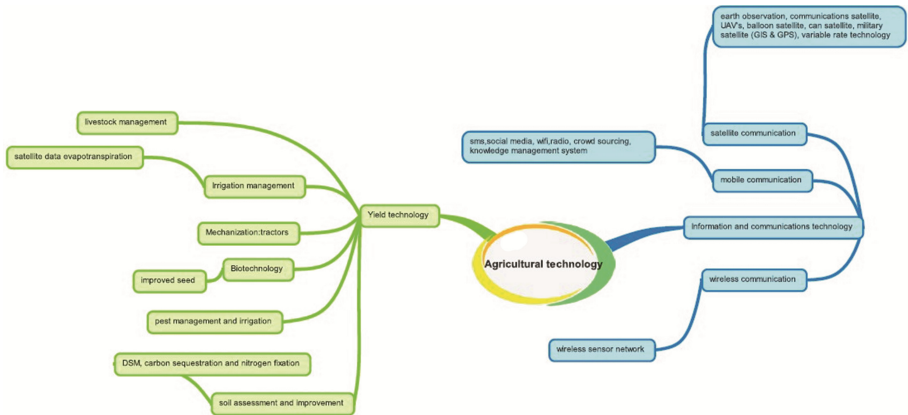 earth observation, communications satellite,
UAV's, balloon satellite, can satellite, military
satellite (GIS & GPS), variable rate technology
livestock management
satellite communication
sms,social media, wifi,radio, crowd sourcing,
knowledge management system
satellite data evapotranspiration
mobile communication
Irrigation management
Yield technology
Information and communications technology
Mechanization:tractors
Agricultural technology
Biotechnology
improved seed
wireless communication
pest management and irrigation
wireless sensor network
DSM, carbon sequestration and nitrogen fixation
soil assessment and improvement